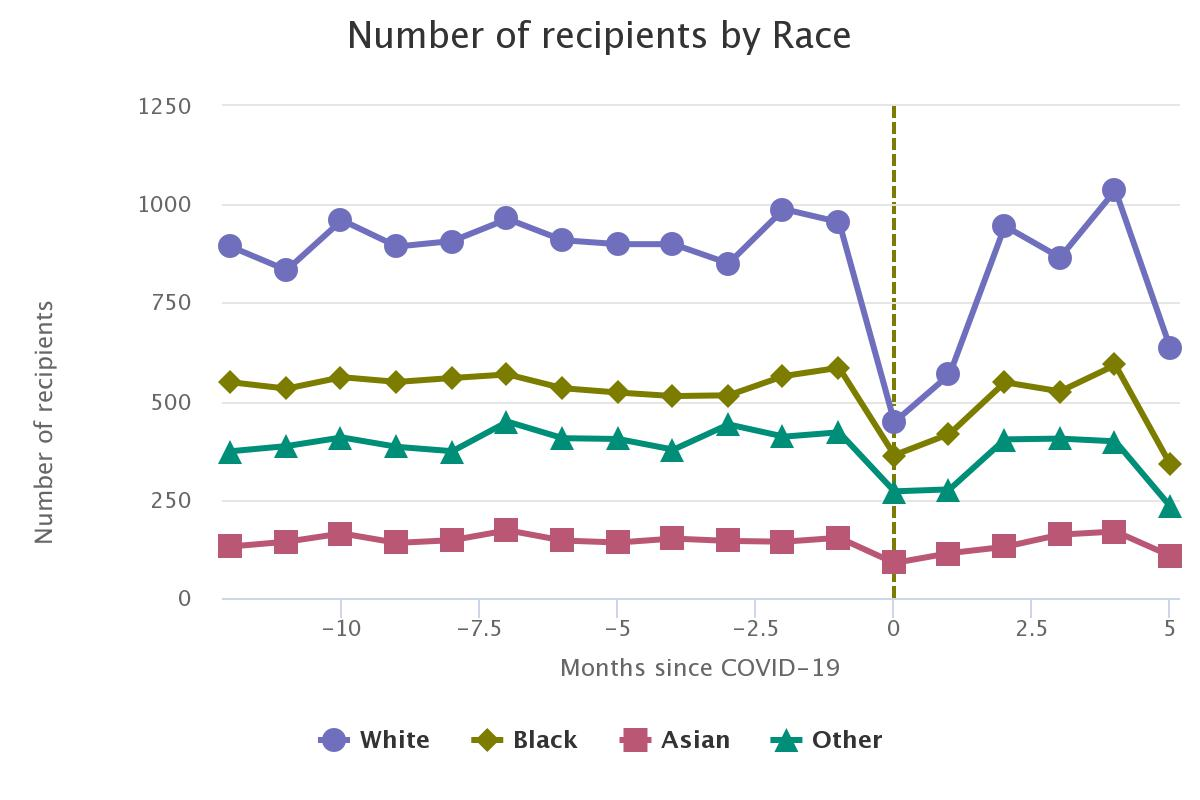 Number of recipients by Race
1250
1000
750
500
250
0
Number of recipients
−10
−7.5
−5
−2.5
0
2.5
5
Months since COVID−19
White
Black
Asian
Other